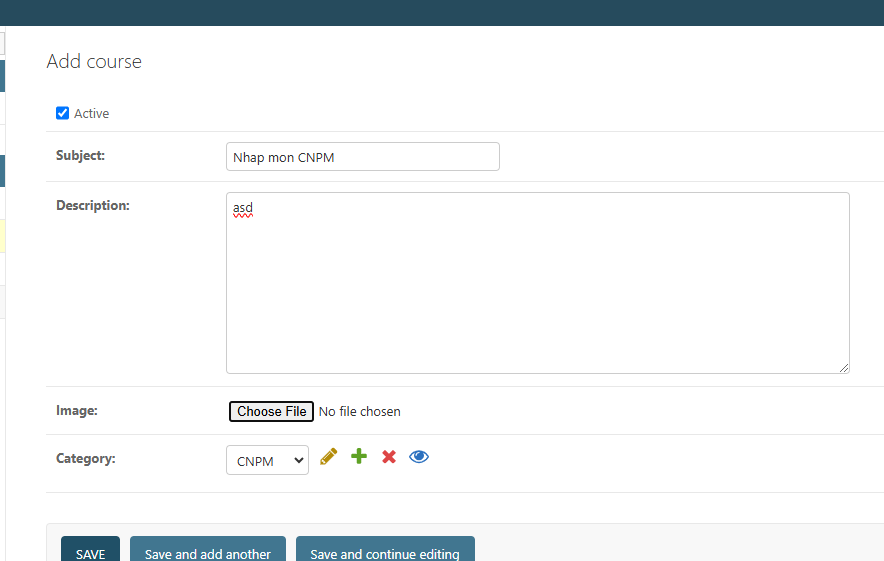 Add course
Active
Subject:
Nhap mon CNPM
Description:
asd
Image:
Choose File No file chosen
Category:
CNPM
SAVE
Save and add another
Save and continue editing